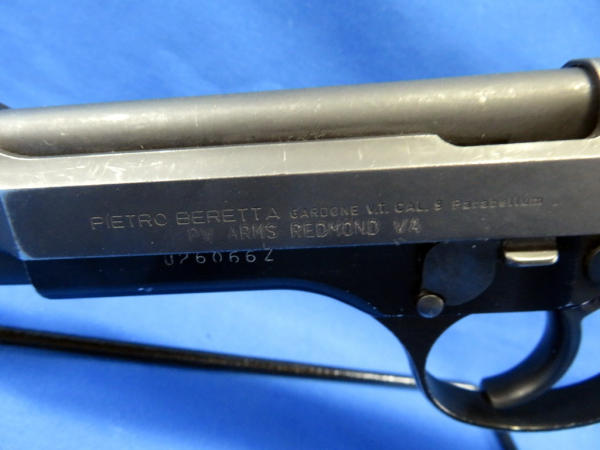 PIETRO BERETTA GARDONE V.T. CAL. 9 Parabellum
PW ARMS REDMOND WA
J76066Z